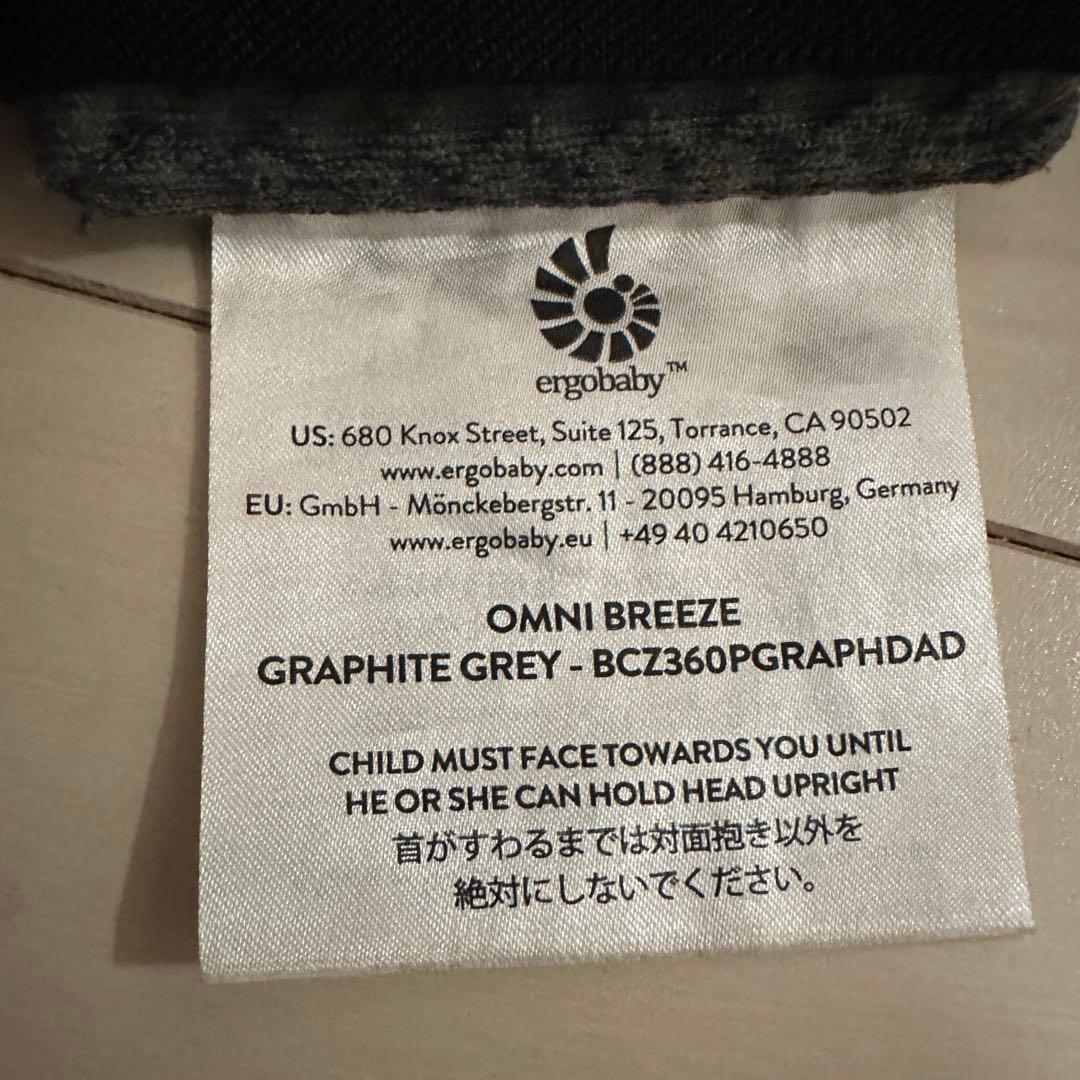 ergobaby™
US: 680 Knox Street, Suite 125, Torrance, CA 90502
www.ergobaby.com | (888) 416-4888
EU: GmbH - Mönckebergstr. 11 - 20095 Hamburg, Germany
www.ergobaby.eu | +49 40 4210650
OMNI BREEZE
GRAPHITE GREY - BCZ360PGRAPHDAD
CHILD MUST FACE TOWARDS YOU UNTIL
HE OR SHE CAN HOLD HEAD UPRIGHT
首がすわるまでは対面抱き以外を
絶対にしないでください。